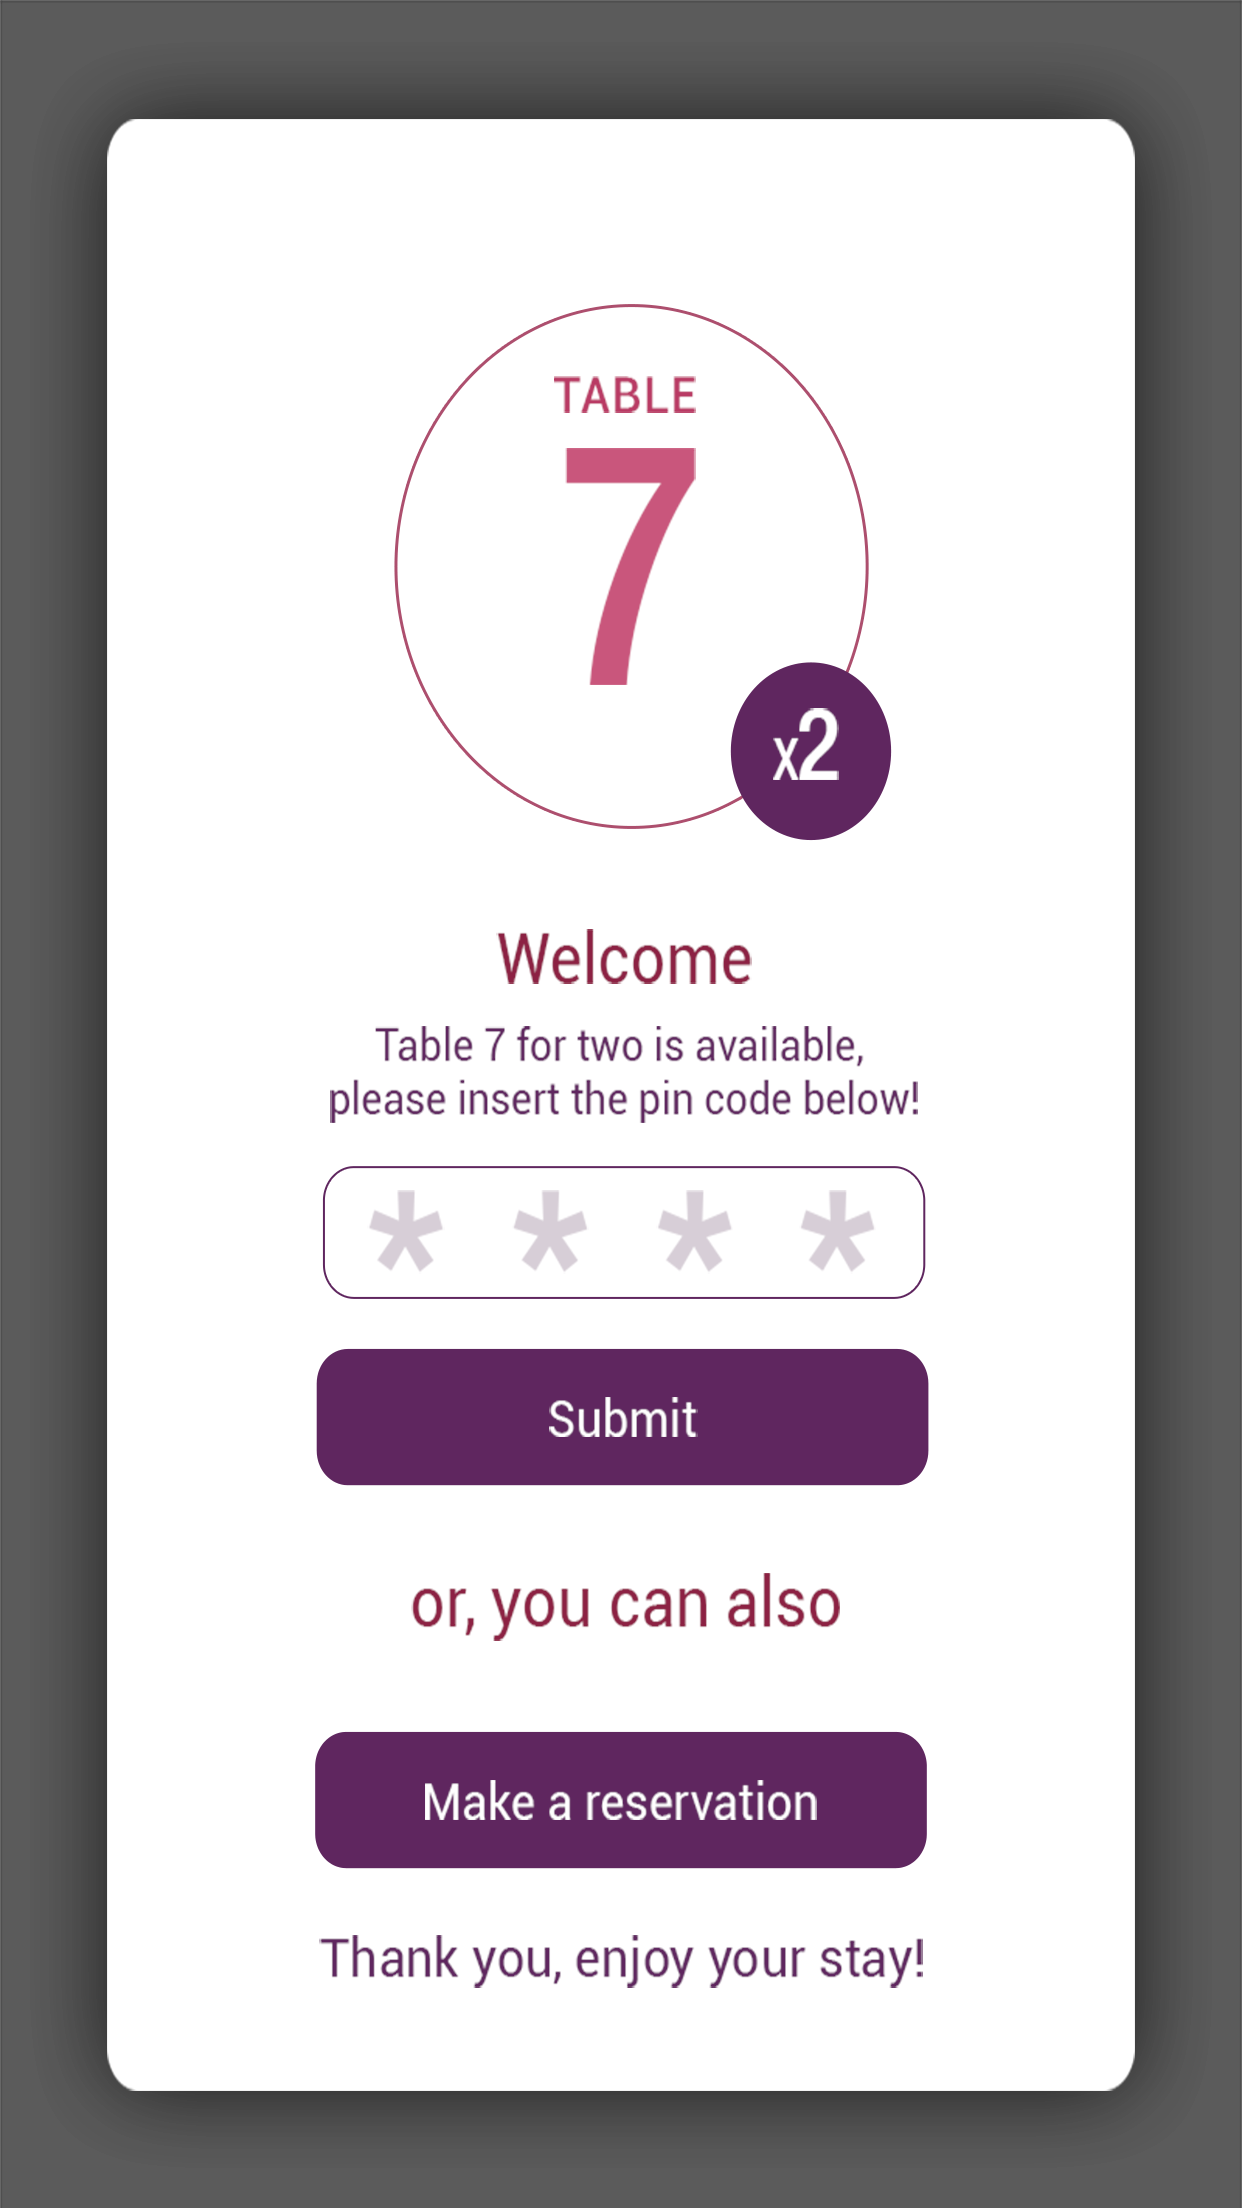 TABLE
7
x2
Welcome
Table 7 for two is available,
please insert the pin code below!
* * * *
Submit
or, you can also
Make a reservation
Thank you, enjoy your stay!